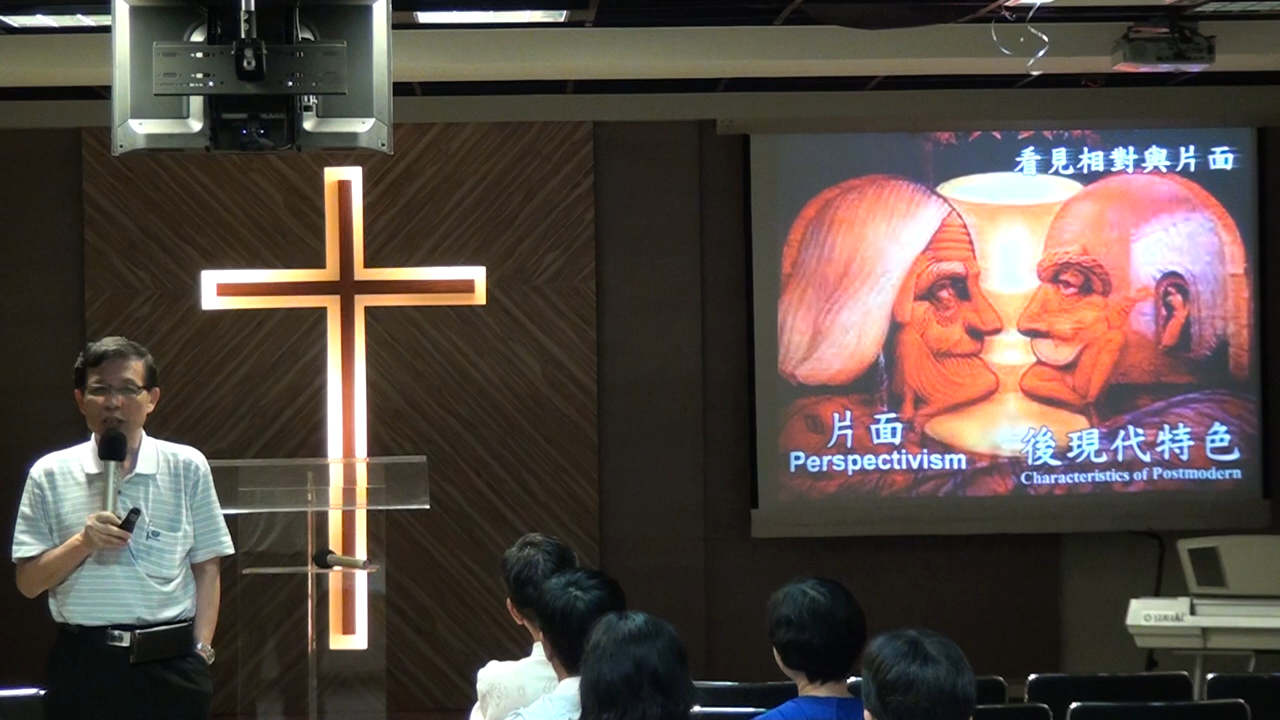 看見相對與片面
片面
Perspectivism
後現代特色
Characteristics of Postmodern